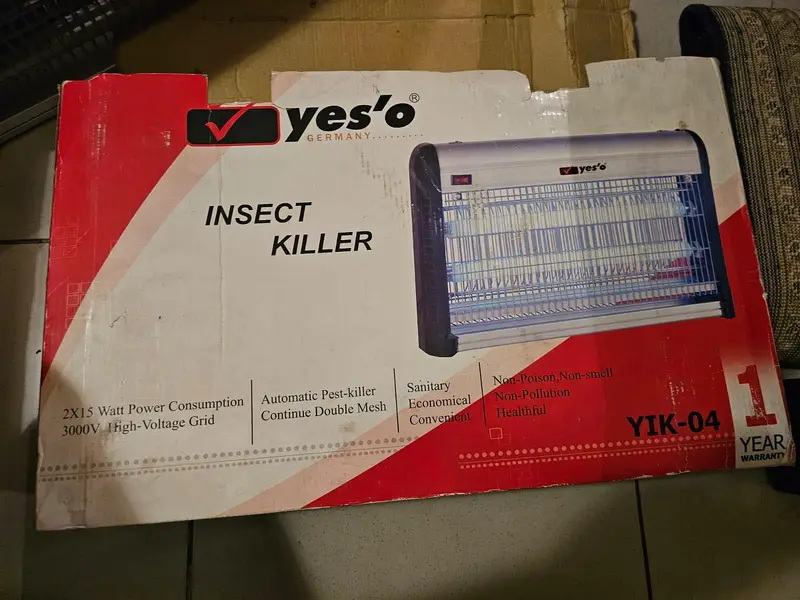 yes'o®
GERMANY.........
INSECT
KILLER
yes'o
2X15 Watt Power Consumption
3000V High-Voltage Grid
Automatic Pest-killer
Continue Double Mesh
Sanitary
Economical
Convenient
Non-Poison,Non-smell
Non-Pollution
Healthful
YIK-04
1
YEAR
WARRANTY